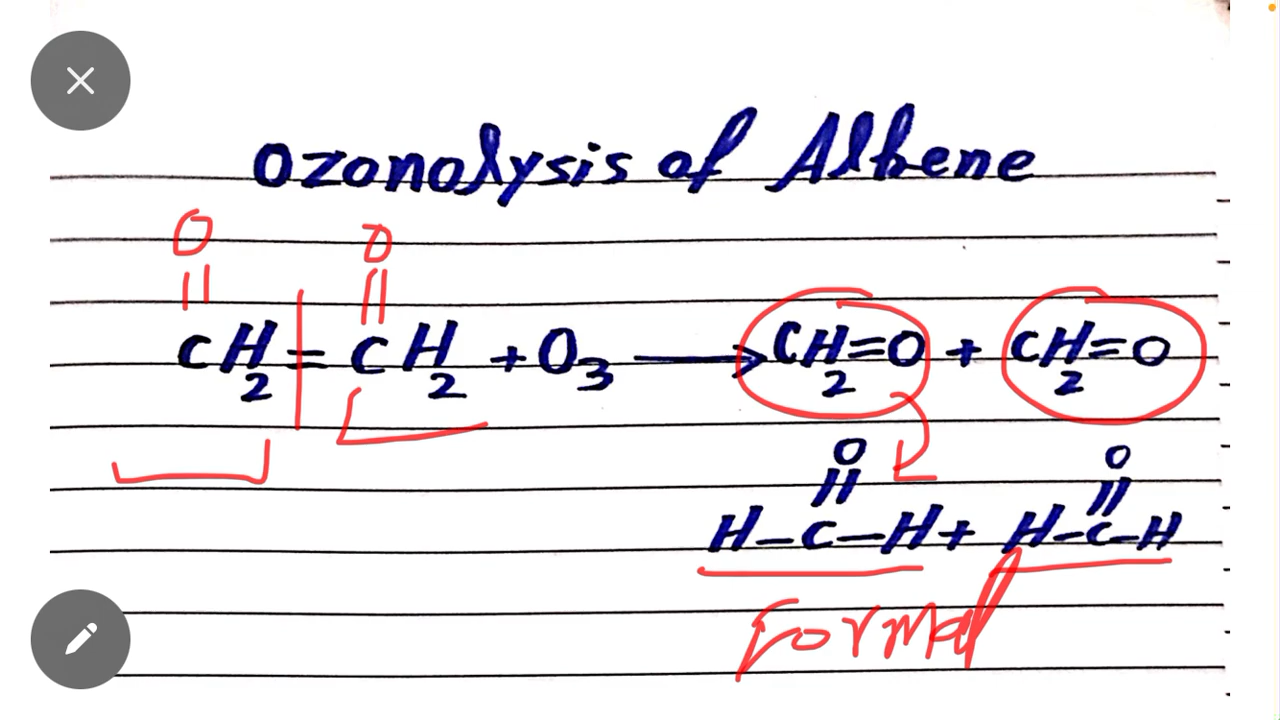 Ozonolysis of Alkene
O O
CH₂ = CH₂ + O₃ ⟶ CH₂=O + CH₂=O
O O
H–C–H + H–C–H
Formal